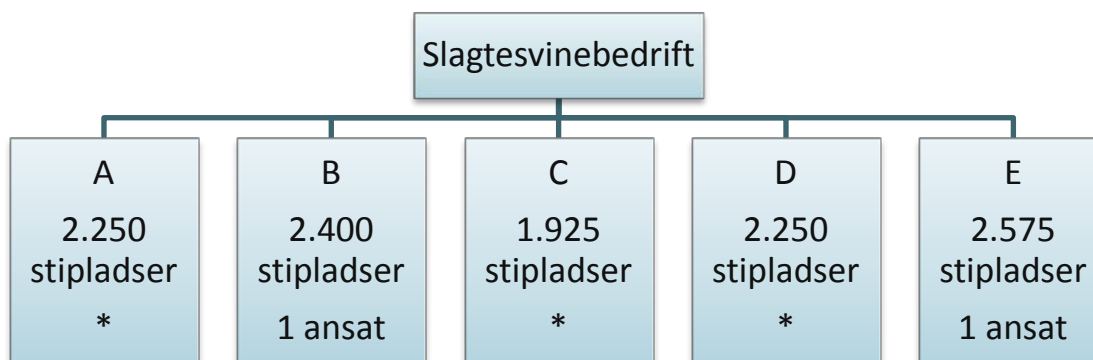 Slagtesvinebedrift
A
2.250
stipladser
*
B
2.400
stipladser
1 ansat
C
1.925
stipladser
*
D
2.250
stipladser
*
E
2.575
stipladser
1 ansat